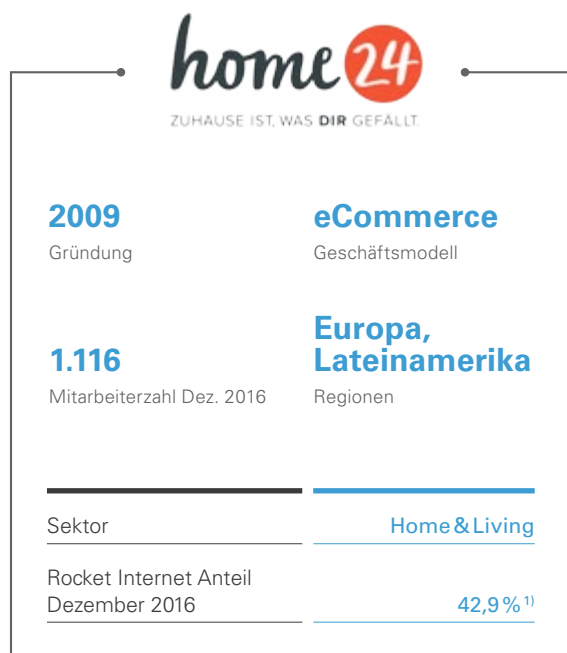 home24
ZUHAUSE IST, WAS DIR GEFÄLLT.
2009
Gründung
eCommerce
Geschäftsmodell
1.116
Mitarbeiterzahl Dez. 2016
Europa,
Lateinamerika
Regionen
Sektor Home & Living
Rocket Internet Anteil
Dezember 2016 42,9 % 1)